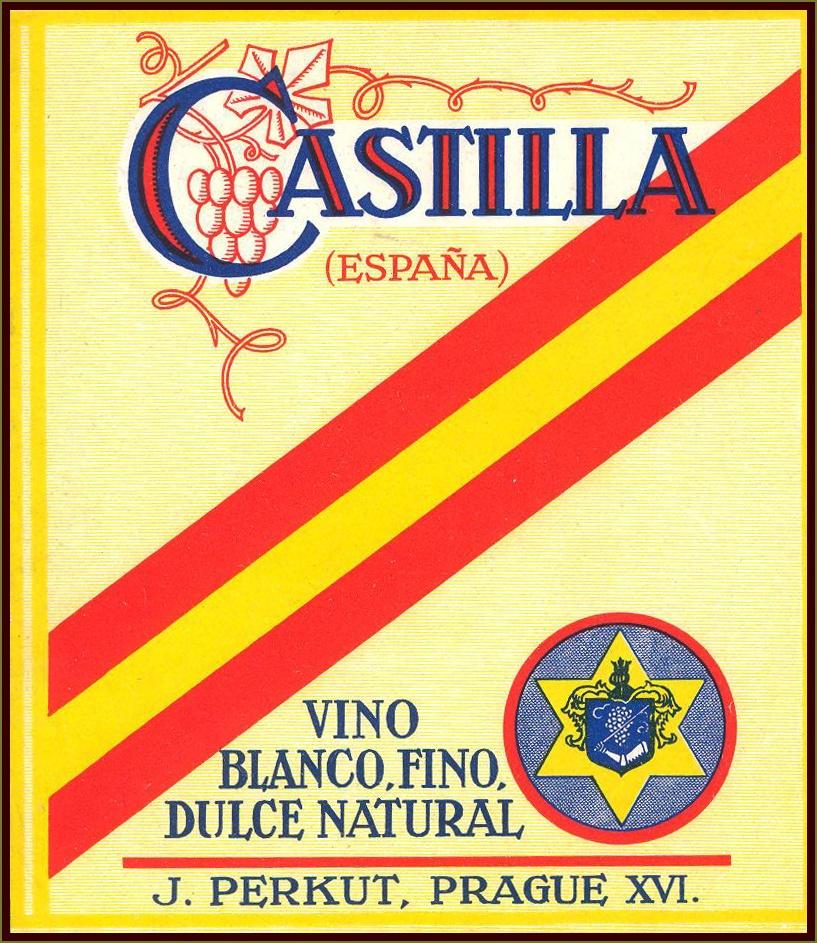 CASTILLA
(ESPAÑA)
VINO
BLANCO, FINO,
DULCE NATURAL
J. PERKUT, PRAGUE XVI.